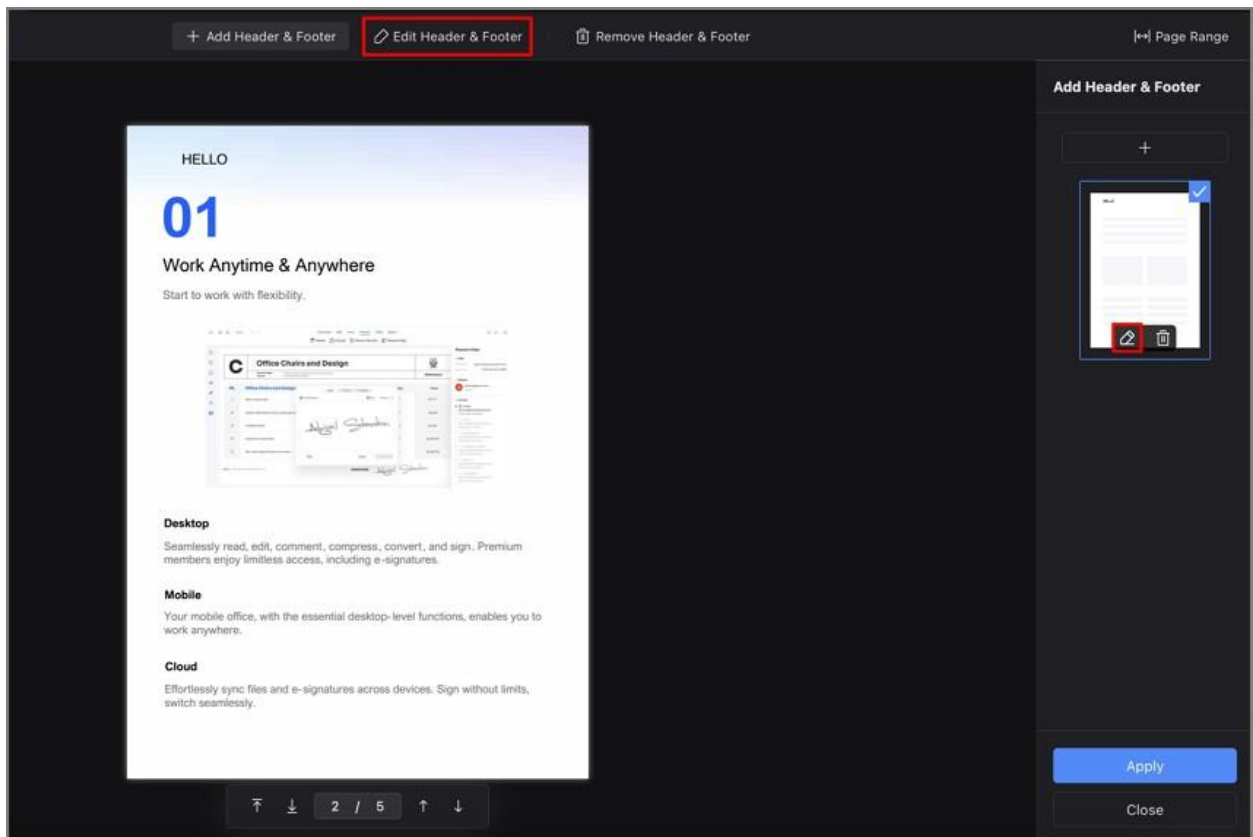 + Add Header & Footer
Edit Header & Footer
Remove Header & Footer
Page Range
Add Header & Footer
+
HELLO
01
Work Anytime & Anywhere
Start to work with flexibility.
C
Office Chairs and Design
Desktop
Seamlessly read, edit, comment, compress, convert, and sign. Premium
members enjoy limitless access, including e-signatures.
Mobile
Your mobile office, with the essential desktop-level functions, enables you to
work anywhere.
Cloud
Effortlessly sync files and e-signatures across devices. Sign without limits,
switch seamlessly.
2 / 5
Apply
Close